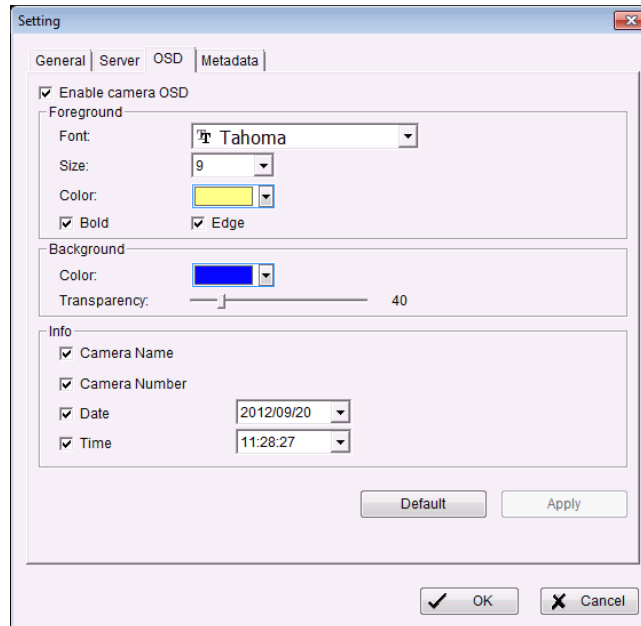 Setting
General Server OSD Metadata
Enable camera OSD
Foreground
Font: Tahoma
Size: 9
Color:
Bold Edge
Background
Color:
Transparency: 40
Info
Camera Name
Camera Number
Date 2012/09/20
Time 11:28:27
Default Apply
OK Cancel